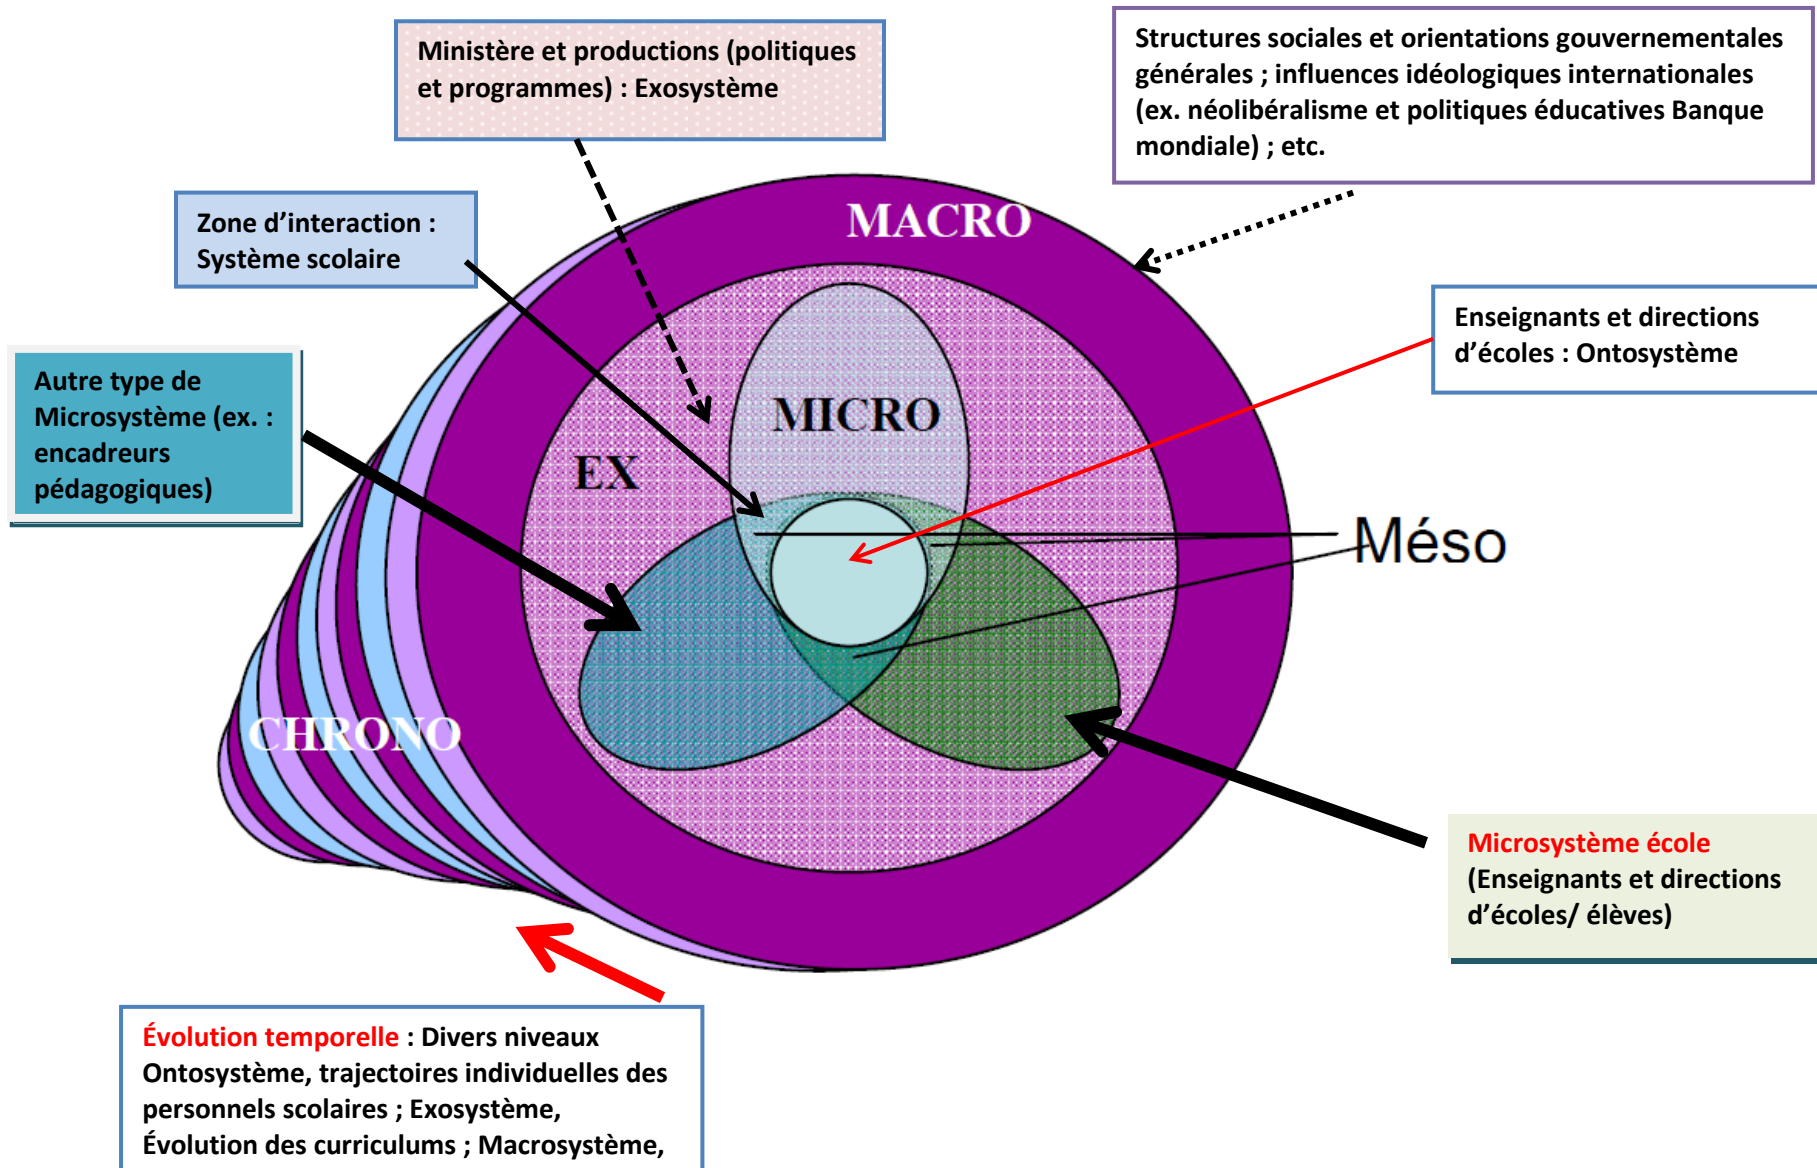 Ministère et productions (politiques
et programmes) : Exosystème
Structures sociales et orientations gouvernementales
générales ; influences idéologiques internationales
(ex. néolibéralisme et politiques éducatives Banque
mondiale) ; etc.
Zone d’interaction :
Système scolaire
MACRO
Enseignants et directions
d’écoles : Ontosystème
Autre type de
Microsystème (ex. :
encadreurs
pédagogiques)
MICRO
EX
Méso
CHRONO
Microsystème école
(Enseignants et directions
d’écoles/ élèves)
Évolution temporelle : Divers niveaux
Ontosystème, trajectoires individuelles des
personnels scolaires ; Exosystème,
Évolution des curriculums ; Macrosystème,